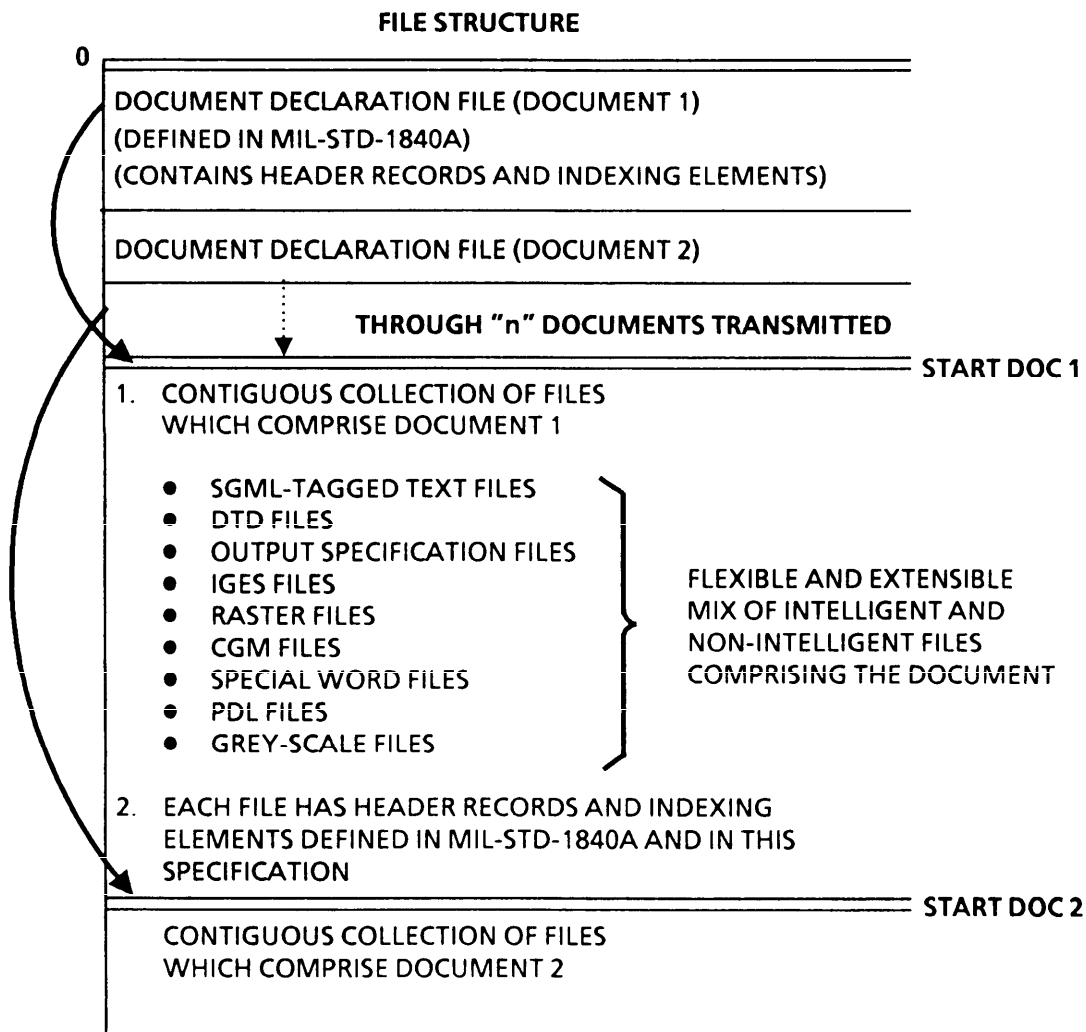 FILE STRUCTURE
0
DOCUMENT DECLARATION FILE (DOCUMENT 1)
(DEFINED IN MIL-STD-1840A)
(CONTAINS HEADER RECORDS AND INDEXING ELEMENTS)
DOCUMENT DECLARATION FILE (DOCUMENT 2)
THROUGH "n" DOCUMENTS TRANSMITTED
START DOC 1
1. CONTIGUOUS COLLECTION OF FILES
WHICH COMPRISE DOCUMENT 1
● SGML-TAGGED TEXT FILES
● DTD FILES
● OUTPUT SPECIFICATION FILES
● IGES FILES
● RASTER FILES
● CGM FILES
● SPECIAL WORD FILES
● PDL FILES
● GREY-SCALE FILES
FLEXIBLE AND EXTENSIBLE
MIX OF INTELLIGENT AND
NON-INTELLIGENT FILES
COMPRISING THE DOCUMENT
2. EACH FILE HAS HEADER RECORDS AND INDEXING
ELEMENTS DEFINED IN MIL-STD-1840A AND IN THIS
SPECIFICATION
START DOC 2
CONTIGUOUS COLLECTION OF FILES
WHICH COMPRISE DOCUMENT 2